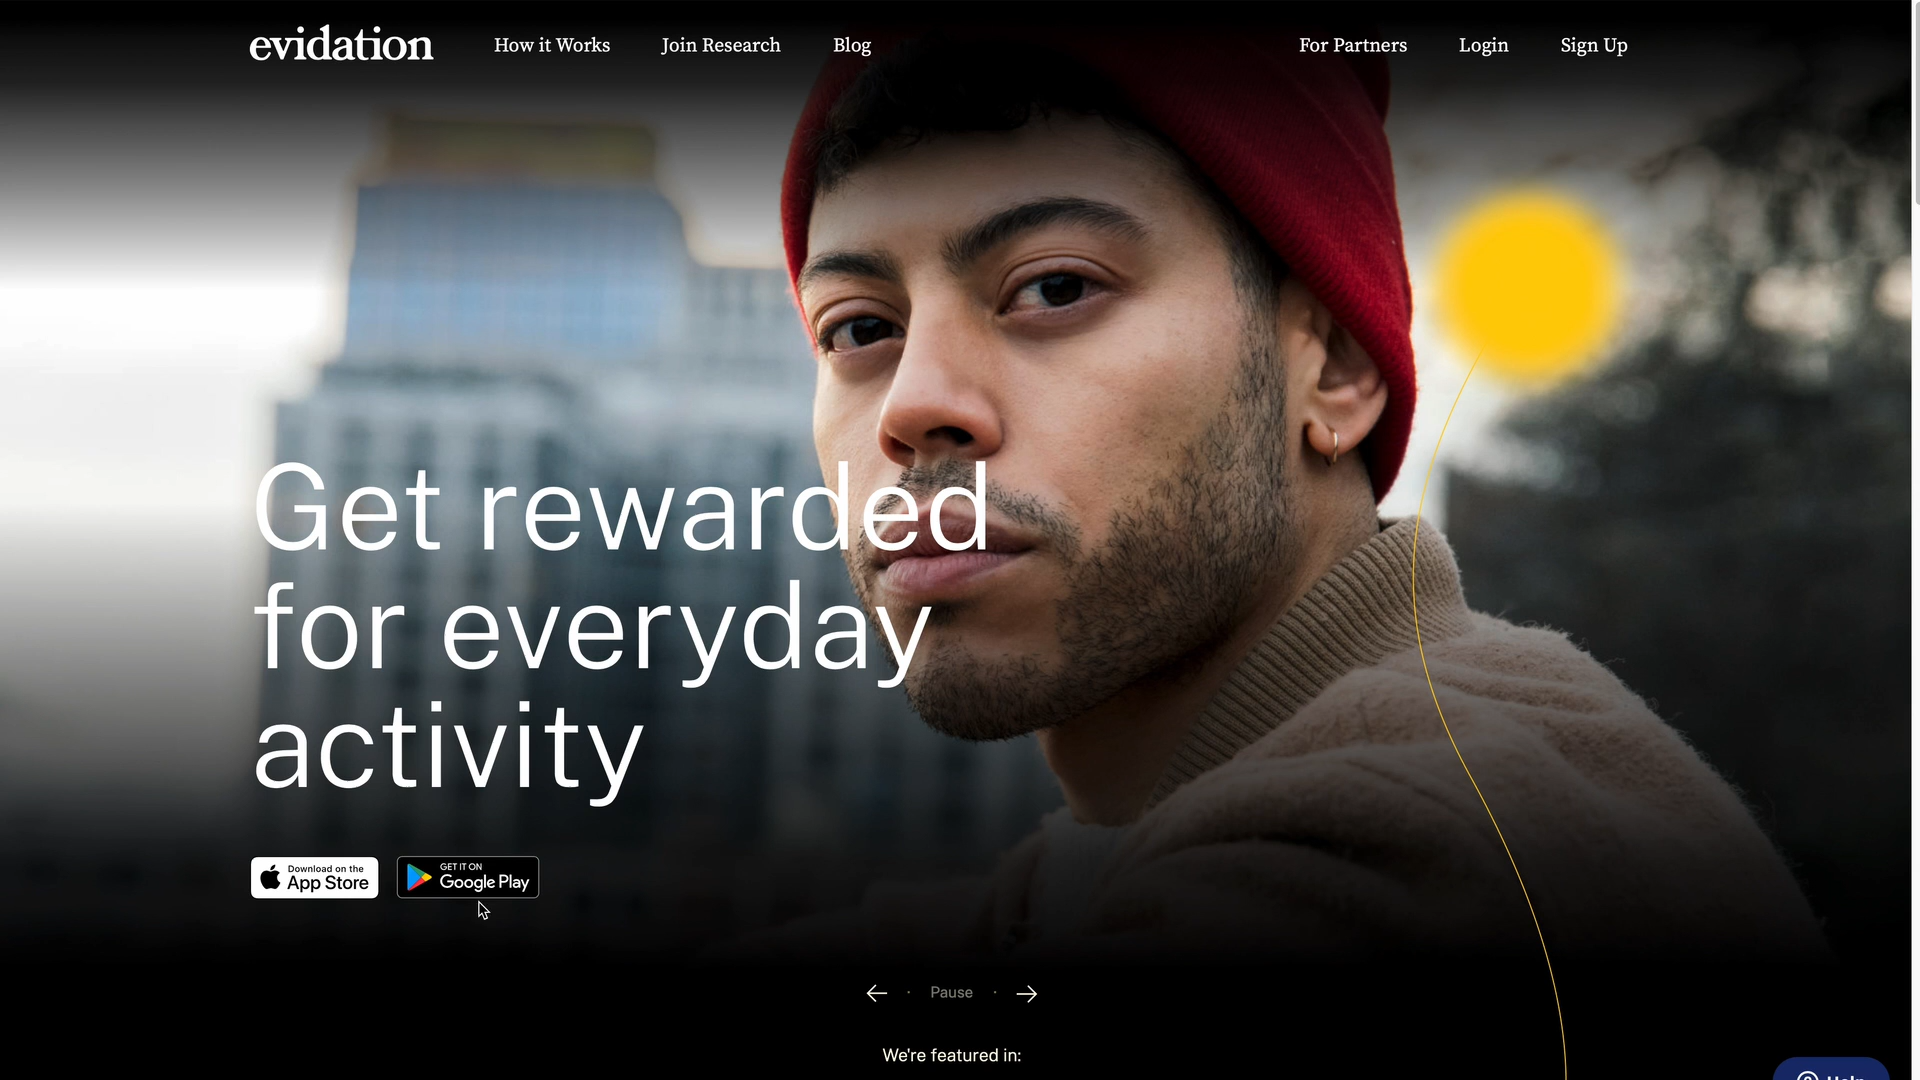 evidation
How it Works
Join Research
Blog
For Partners
Login
Sign Up
Get rewarded
for everyday
activity
Download on the
App Store
GET IT ON
Google Play
Pause
We're featured in:
Help